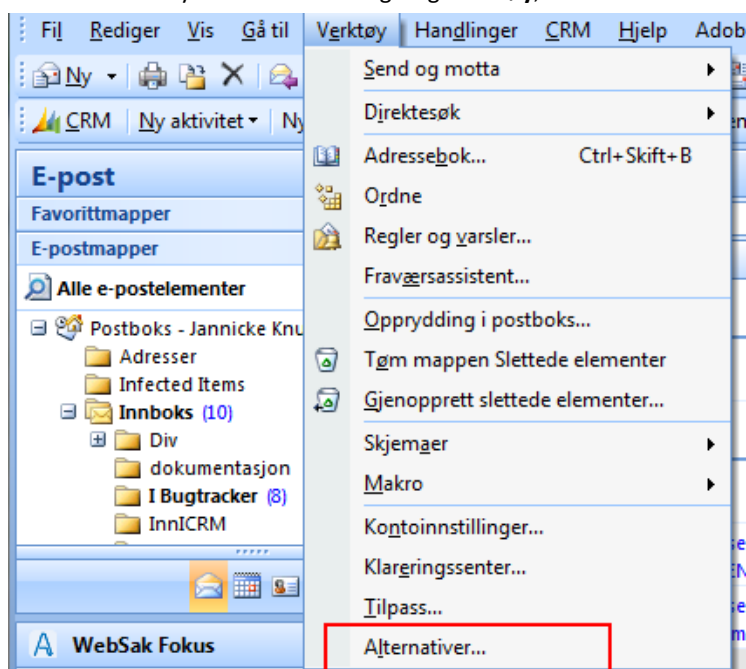 Fil Rediger Vis Gå til Verktøy Handlinger CRM Hjelp
Ny
CRM Ny aktivitet
E-post
Favorittmapper
E-postmapper
Alle e-postelementer
Postboks - Jannicke
Adresser
Infected Items
Innboks (10)
Div
dokumentasjon
I Bugtracker (8)
InnICRM
WebSak Fokus
Send og motta
Direktesøk
Adressebok... Ctrl+Skift+B
Ordne
Regler og varsler...
Fraværsassistent...
Opprydding i postboks...
Tøm mappen Slettede elementer
Gjenopprett slettede elementer...
Skjemaer
Makro
Kontoinnstillinger...
Klareringssenter...
Tilpass...
Alternativer...